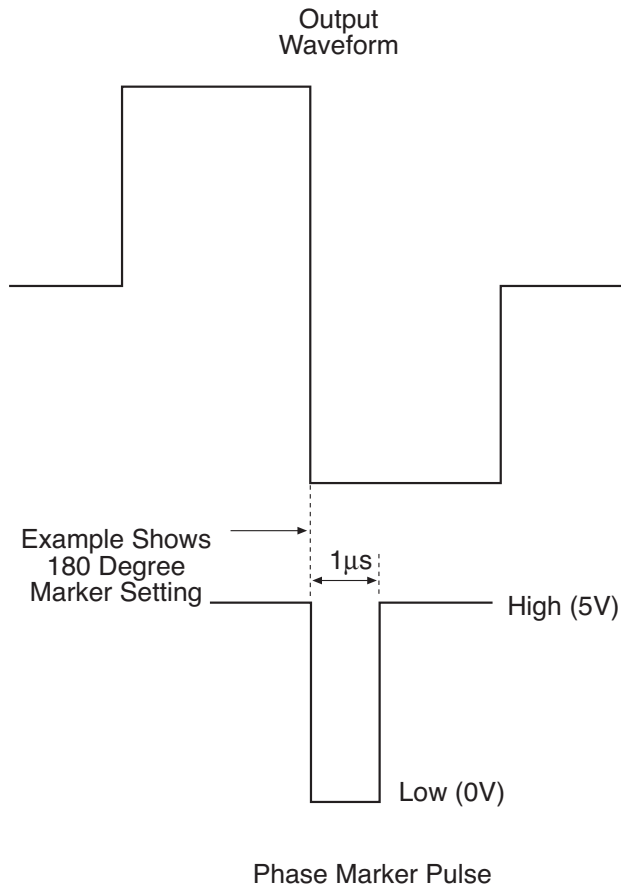 Output
Waveform
Example Shows
180 Degree
Marker Setting
1μs
High (5V)
Low (0V)
Phase Marker Pulse